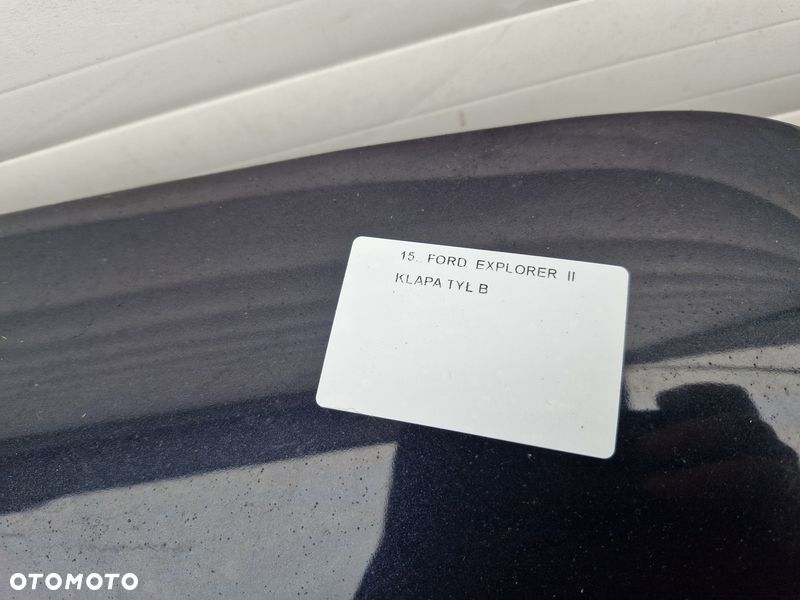 15. FORD EXPLORER II
KLAPA TYŁ B
OTOMOTO